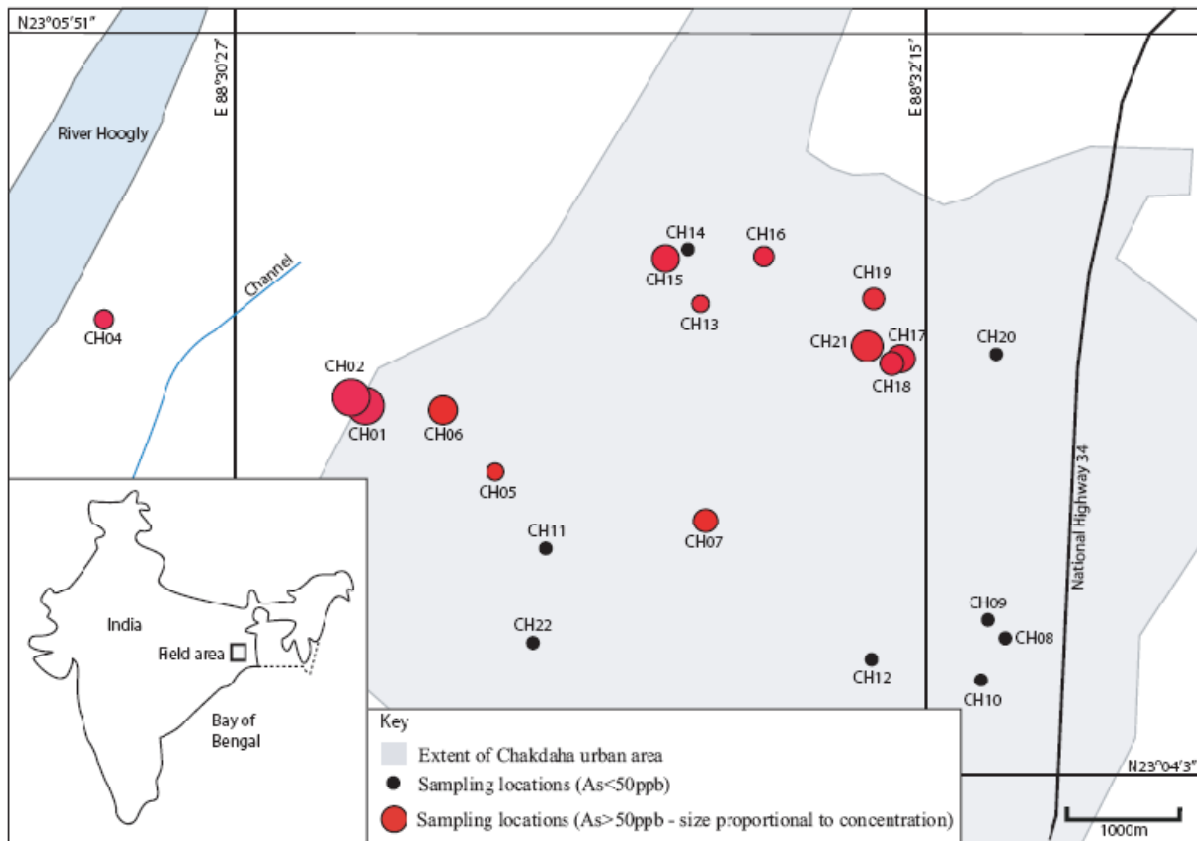 N23°05'51"
E 88°30'27"
E 88°32'15"
River Hoogly
Channel
CH04
CH14
CH15
CH16
CH13
CH19
CH21
CH17
CH18
CH20
CH02
CH01
CH06
CH05
CH11
CH07
CH22
CH12
CH09
CH08
CH10
National Highway 34
N23°04'3"
1000m
India
Field area
Bay of
Bengal
Key
Extent of Chakdaha urban area
Sampling locations (As<50ppb)
Sampling locations (As>50ppb - size proportional to concentration)